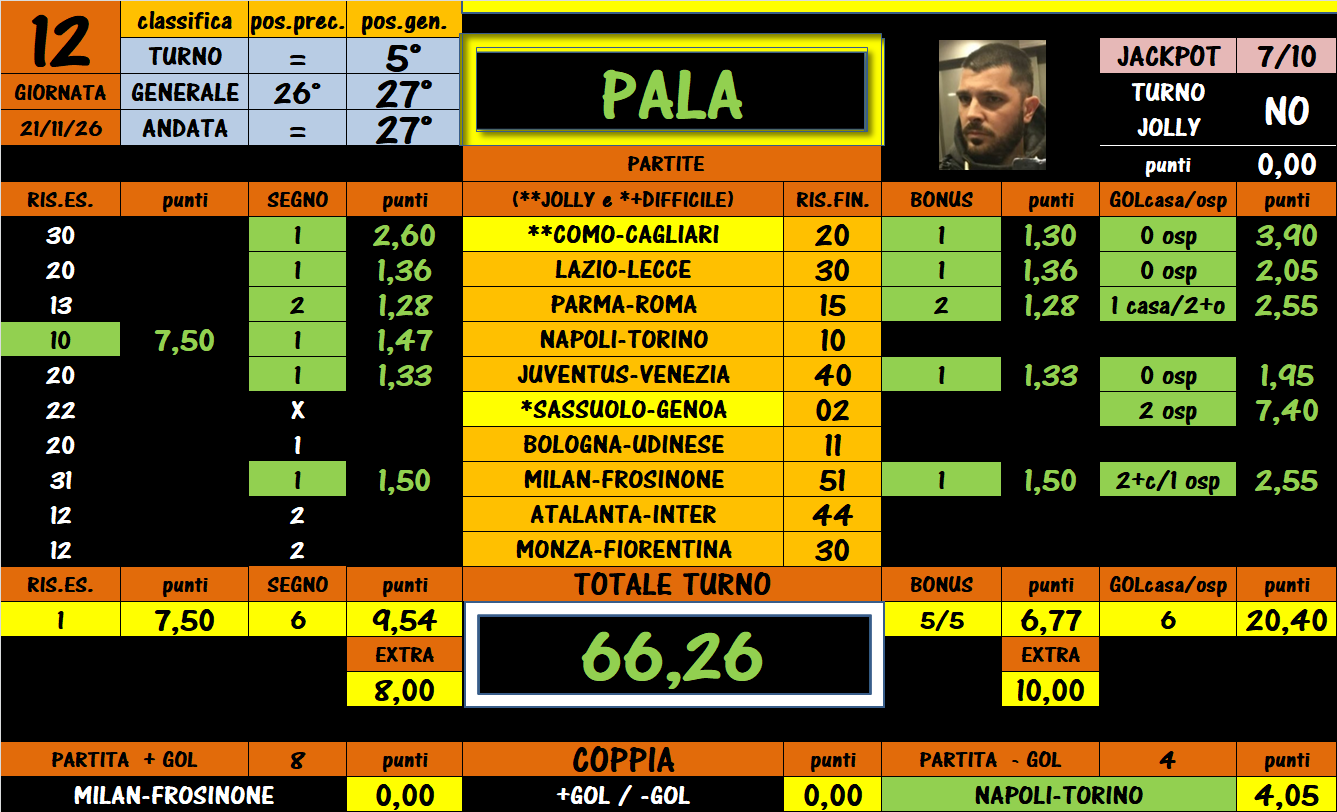 12 classifica pos.prec. pos.gen.
TURNO = 5° JACKPOT 7/10
PALA
GIORNATA GENERALE 26° 27° TURNO JOLLY NO
21/11/26 ANDATA = 27°
PARTITE punti 0,00
RIS.ES. punti SEGNO punti (**JOLLY e *+DIFFICILE) RIS.FIN. BONUS punti GOLcasa/osp punti
30 1 2,60 **COMO-CAGLIARI 20 1 1,30 0 osp 3,90
20 1 1,36 LAZIO-LECCE 30 1 1,36 0 osp 2,05
13 2 1,28 PARMA-ROMA 15 2 1,28 1 casa/2+o 2,55
10 7,50 1 1,47 NAPOLI-TORINO 10
20 1 1,33 JUVENTUS-VENEZIA 40 1 1,33 0 osp 1,95
22 X *SASSUOLO-GENOA 02 2 osp 7,40
20 1 BOLOGNA-UDINESE 11
31 1 1,50 MILAN-FROSINONE 51 1 1,50 2+c/1 osp 2,55
12 2 ATALANTA-INTER 44
12 2 MONZA-FIORENTINA 30
RIS.ES. punti SEGNO punti TOTALE TURNO BONUS punti GOLcasa/osp punti
1 7,50 6 9,54 5/5 6,77 6 20,40
66,26
EXTRA EXTRA
8,00 10,00
PARTITA + GOL 8 punti COPPIA punti PARTITA - GOL 4 punti
MILAN-FROSINONE 0,00 +GOL / -GOL 0,00 NAPOLI-TORINO 4,05